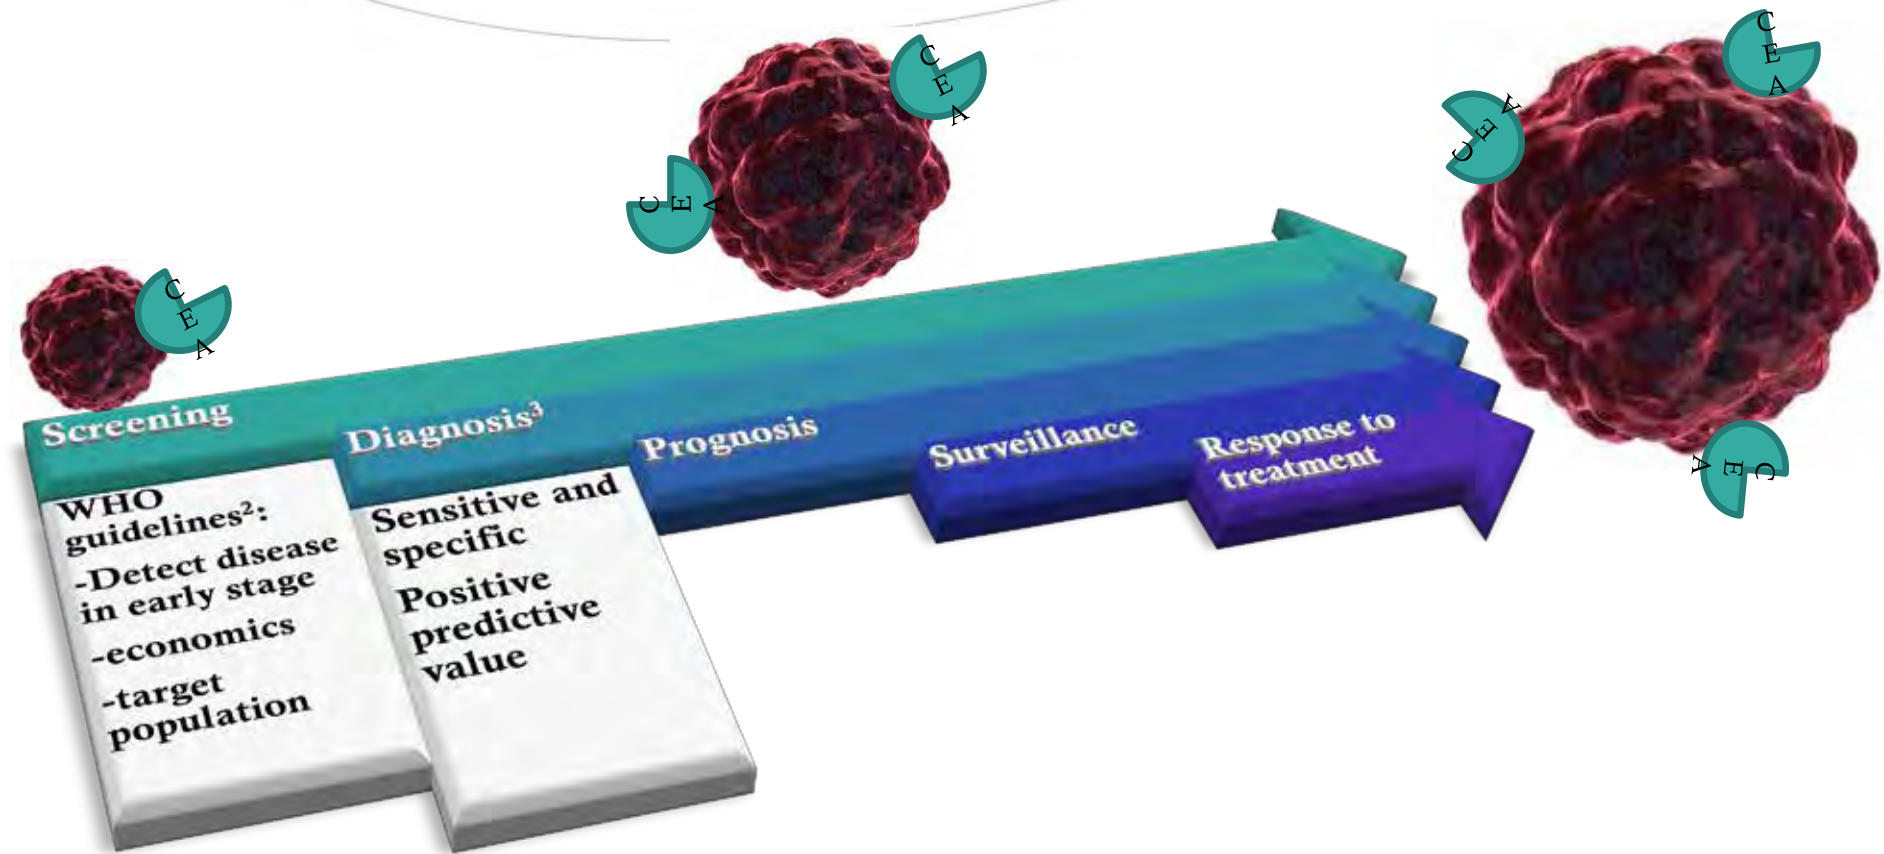 C
E
A
C
E
A
C
E
A
C
E
A
C
E
A
C
E
A
Screening
Diagnosis³
Prognosis
Surveillance
Response to
treatment
WHO
guidelines²:
-Detect disease
in early stage
-economics
-target
population
Sensitive and
specific
Positive
predictive
value